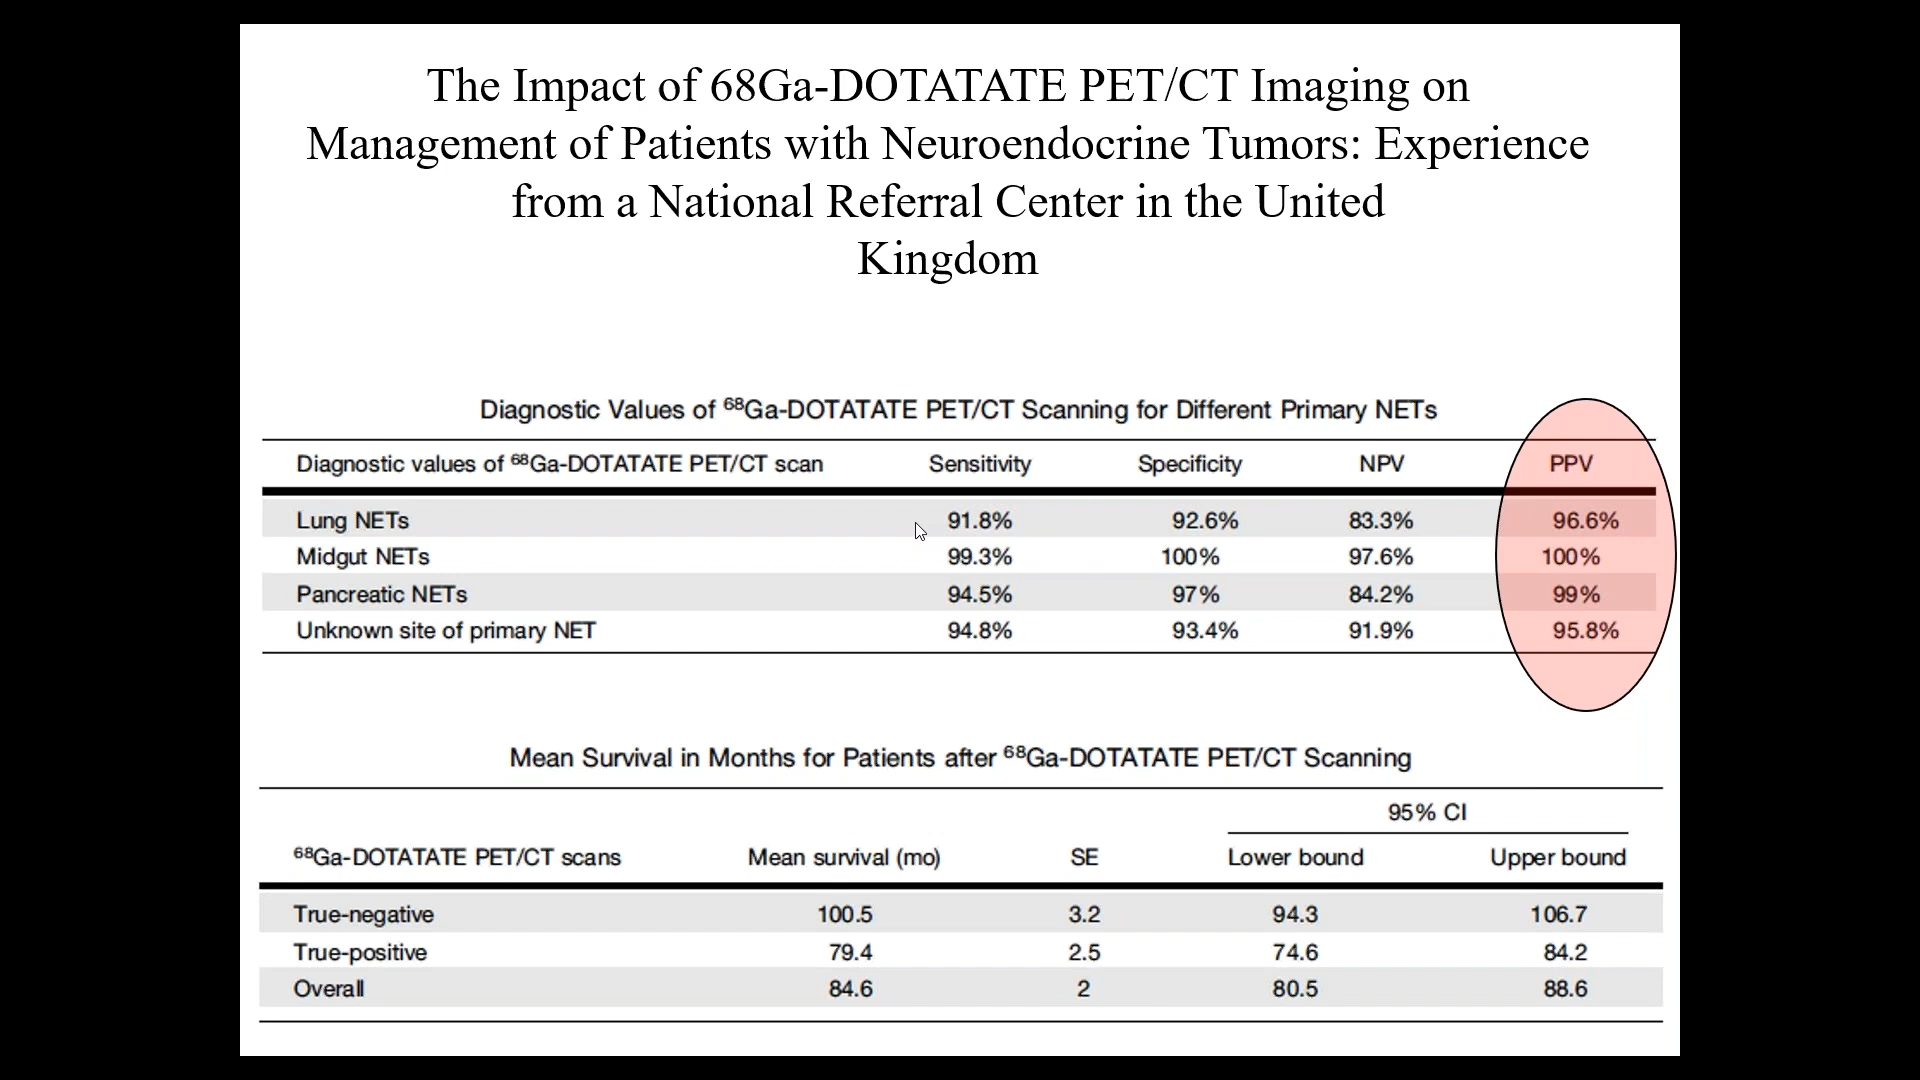 The Impact of 68Ga-DOTATATE PET/CT Imaging on
Management of Patients with Neuroendocrine Tumors: Experience
from a National Referral Center in the United
Kingdom
Diagnostic Values of ⁶⁸Ga-DOTATATE PET/CT Scanning for Different Primary NETs
Diagnostic values of ⁶⁸Ga-DOTATATE PET/CT scan Sensitivity Specificity NPV PPV
Lung NETs 91.8% 92.6% 83.3% 96.6%
Midgut NETs 99.3% 100% 97.6% 100%
Pancreatic NETs 94.5% 97% 84.2% 99%
Unknown site of primary NET 94.8% 93.4% 91.9% 95.8%
Mean Survival in Months for Patients after ⁶⁸Ga-DOTATATE PET/CT Scanning
95% CI
⁶⁸Ga-DOTATATE PET/CT scans Mean survival (mo) SE Lower bound Upper bound
True-negative 100.5 3.2 94.3 106.7
True-positive 79.4 2.5 74.6 84.2
Overall 84.6 2 80.5 88.6